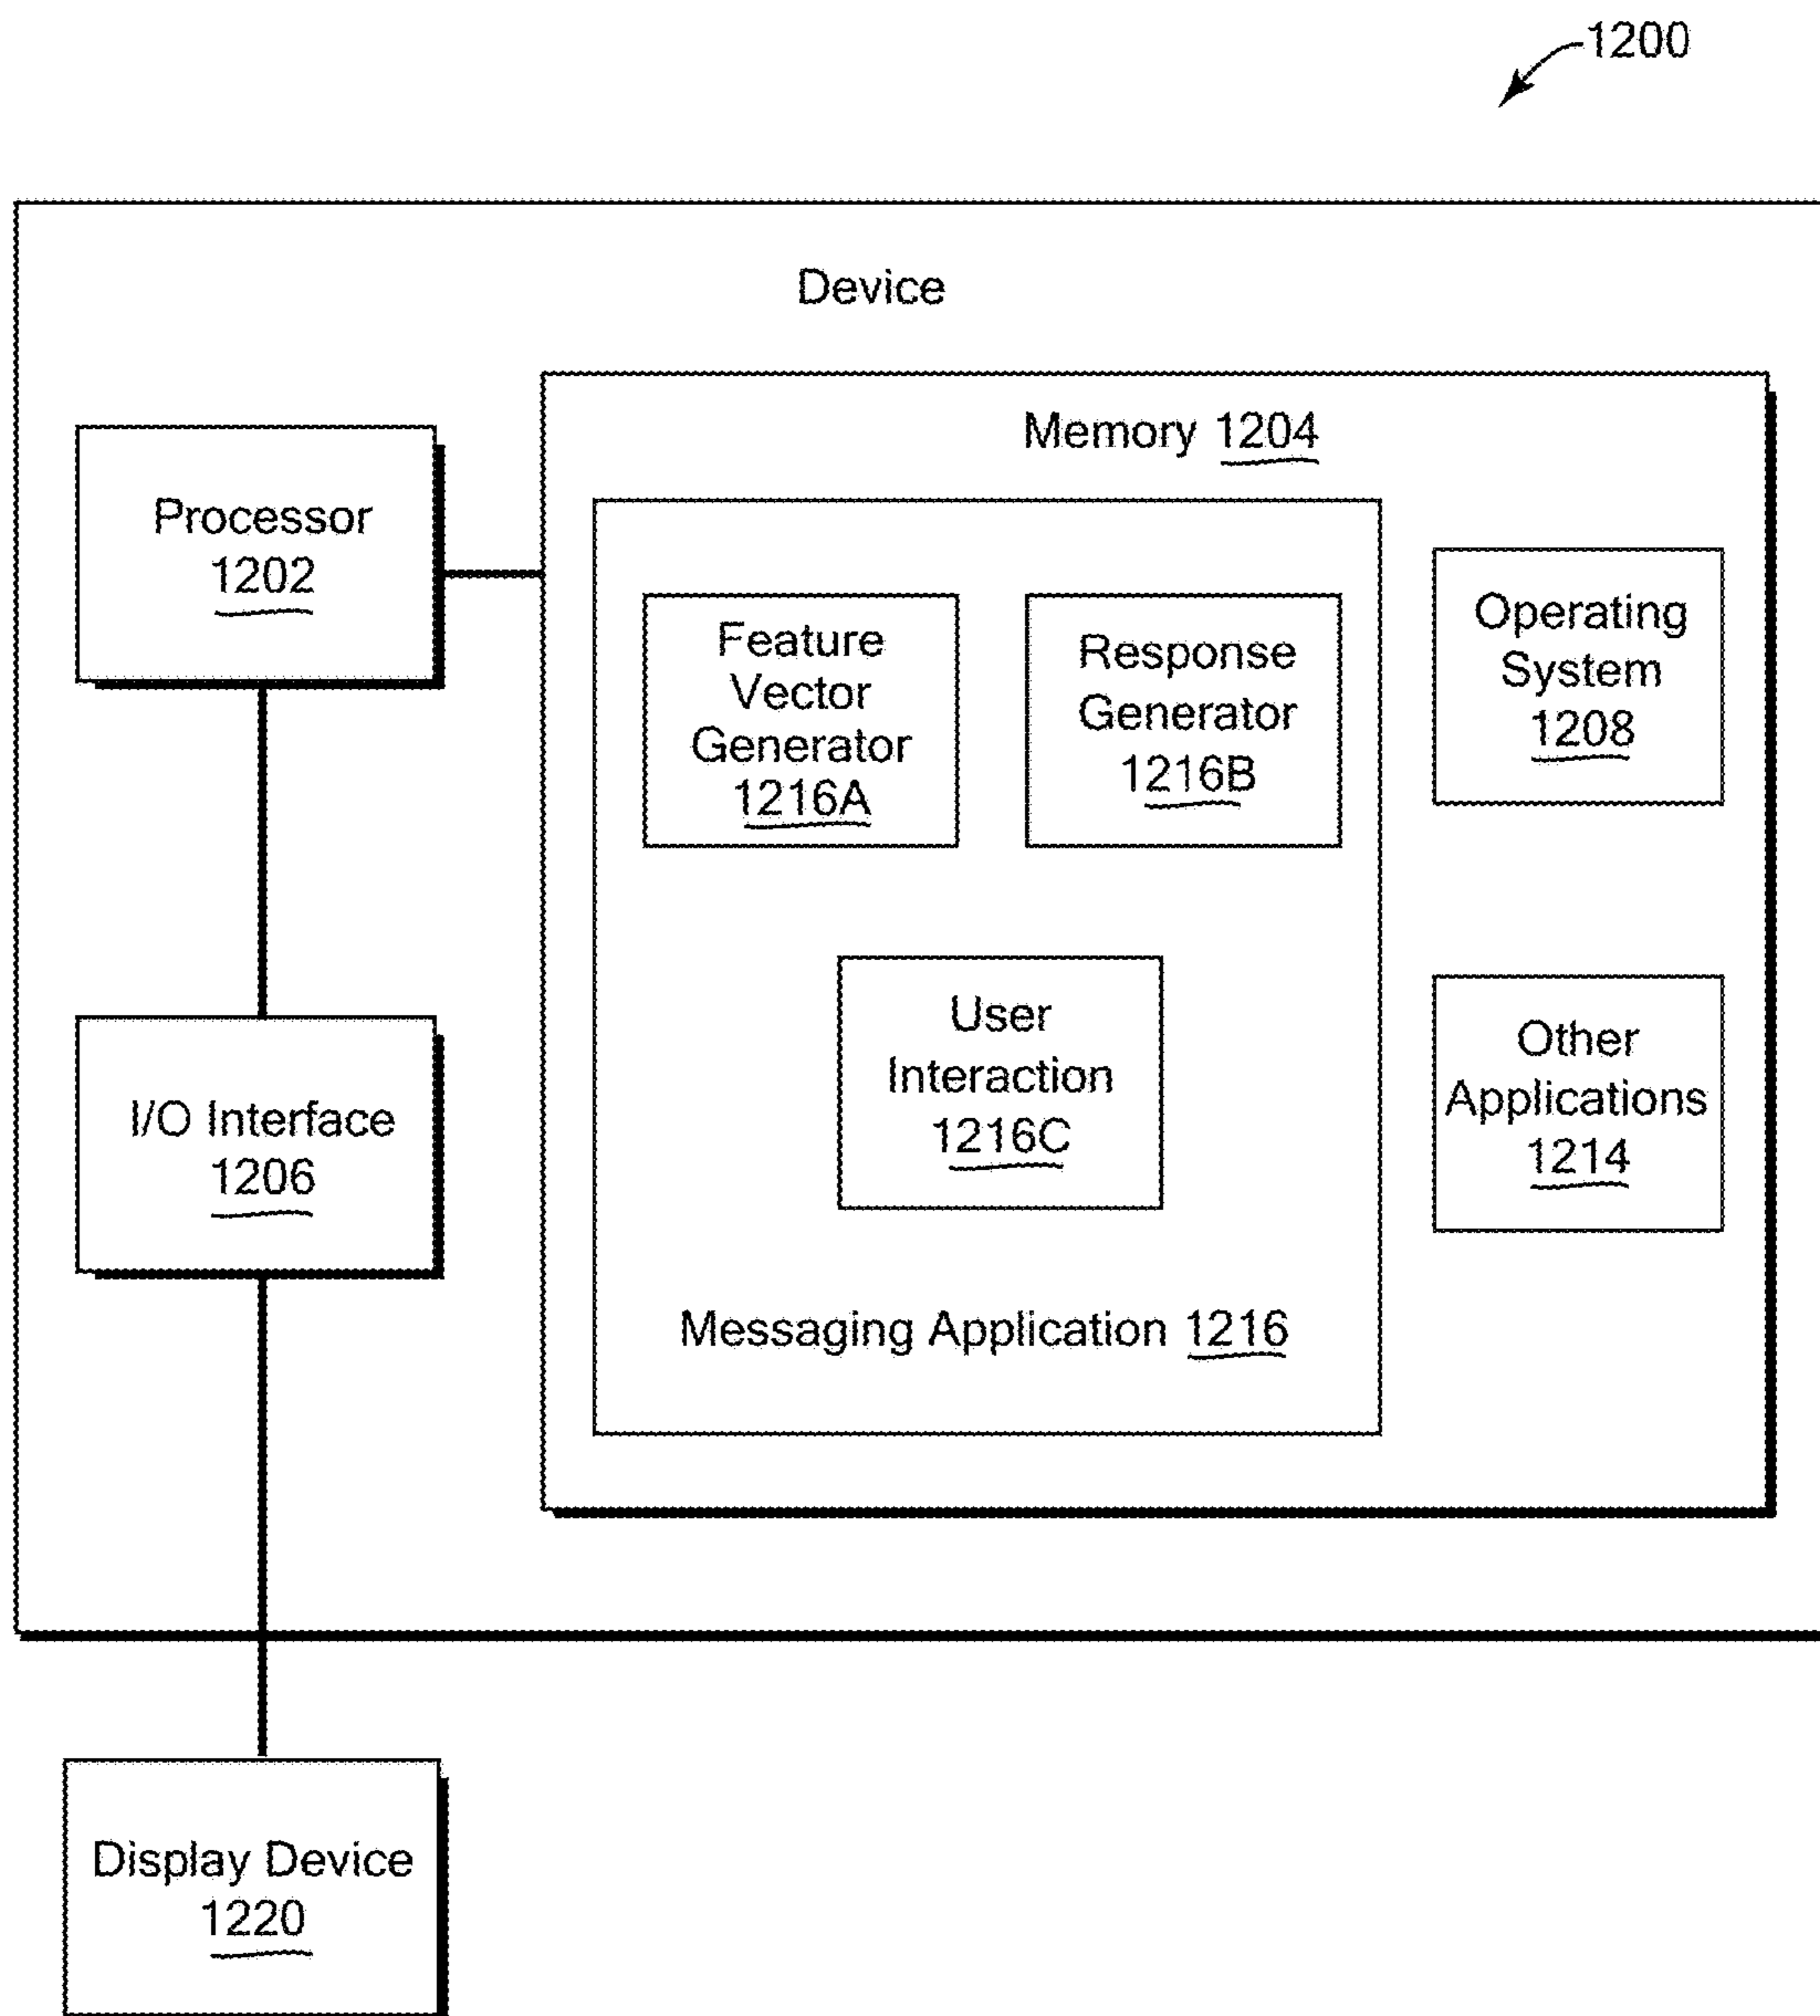 1200
Device
Memory 1204
Processor
1202
Feature
Vector
Generator
1216A
Response
Generator
1216B
Operating
System
1208
User
Interaction
1216C
Other
Applications
1214
I/O Interface
1206
Messaging Application 1216
Display Device
1220